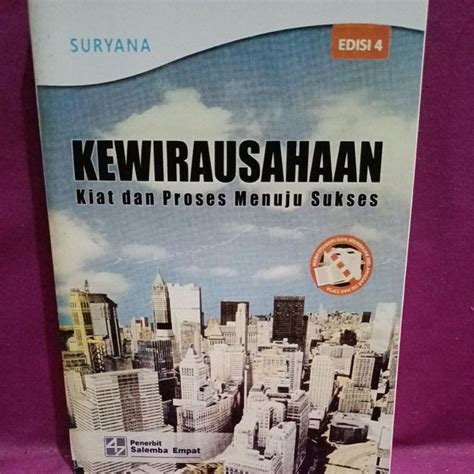 SURYANA
EDISI 4
KEWIRAUSAHAAN
Kiat dan Proses Menuju Sukses
Penerbit
Salemba Empat